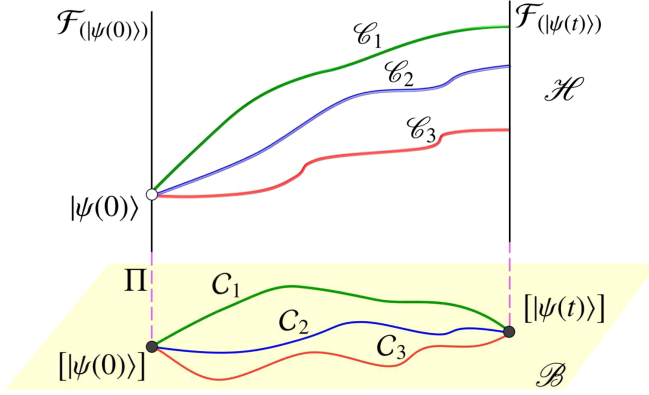 ℱ(|ψ(0)⟩)
ℱ(|ψ(t)⟩)
𝒞1
𝒞2
ℋ
𝒞3
|ψ(0)⟩
Π
C1
C2
[|ψ(t)⟩]
C3
[|ψ(0)⟩]
ℬ